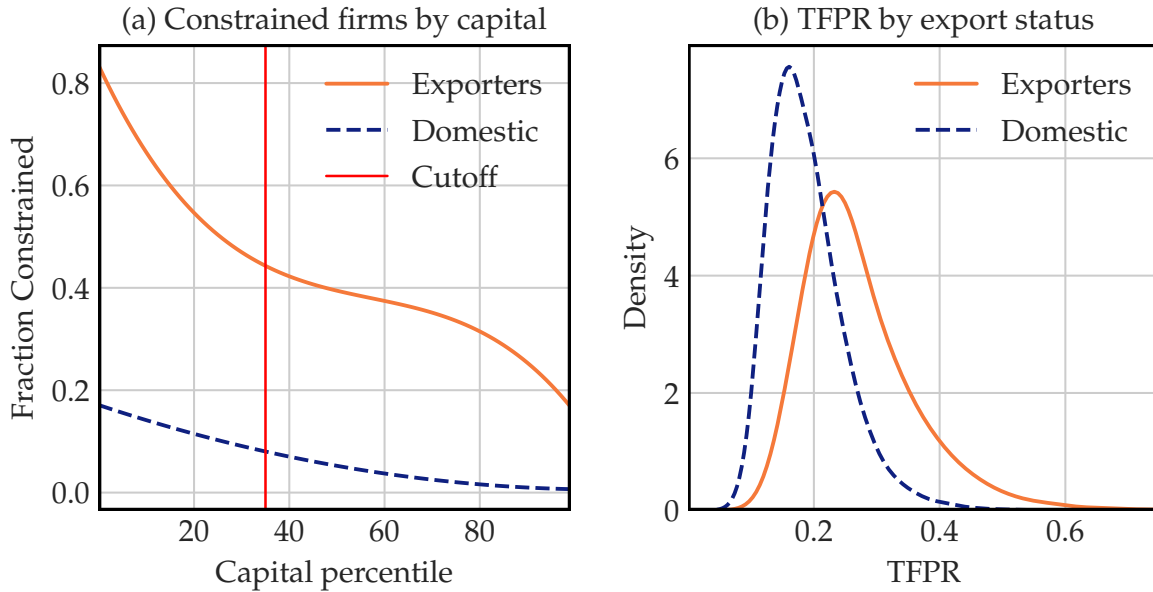 (a) Constrained firms by capital
Fraction Constrained
0.8
0.6
0.4
0.2
0.0
Exporters
Domestic
Cutoff
20 40 60 80
Capital percentile
(b) TFPR by export status
Density
6
4
2
0
Exporters
Domestic
0.2 0.4 0.6
TFPR